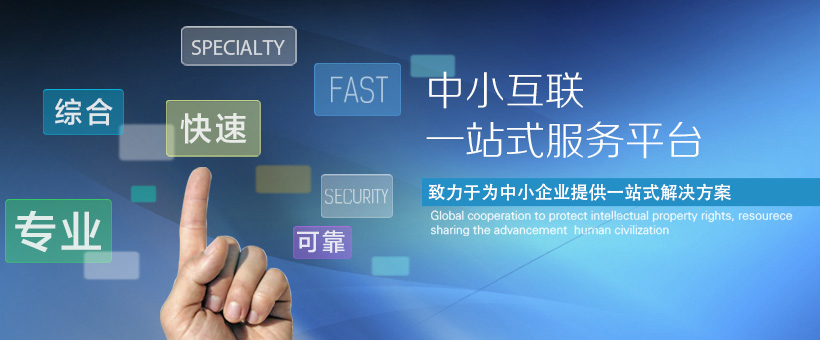 SPECIALTY
FAST
综合
快速
SECURITY
专业
可靠
中小互联
一站式服务平台
致力于为中小企业提供一站式解决方案
Global cooperation to protect intellectual property rights, resourece
sharing the advancement human civilization